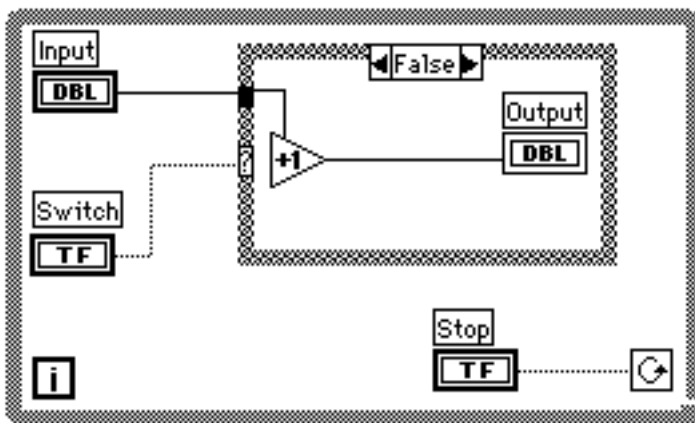 Input
DBL
False
Output
DBL
+1
?
Switch
TF
Stop
TF
i